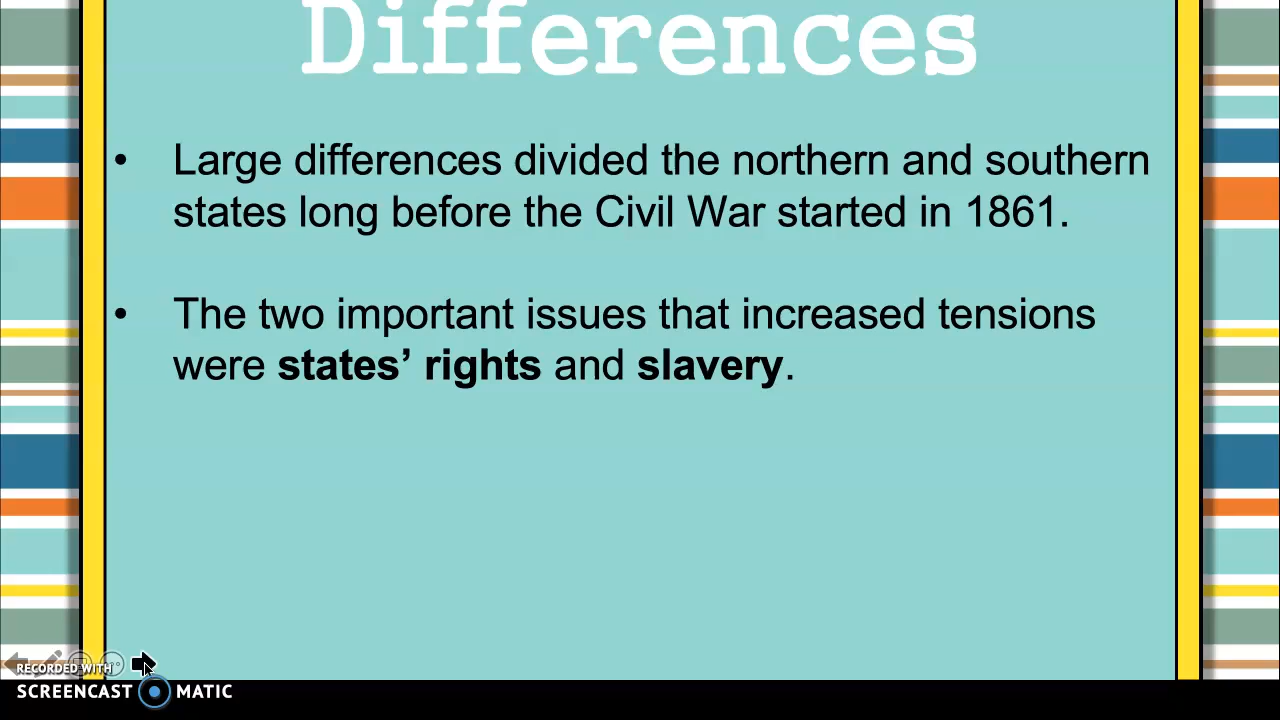 Differences
• Large differences divided the northern and southern
states long before the Civil War started in 1861.
• The two important issues that increased tensions
were states’ rights and slavery.
RECORDED WITH
SCREENCAST MATIC